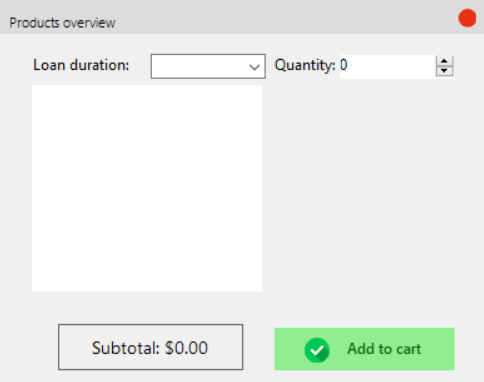 Products overview
Loan duration: Quantity: 0
Subtotal: $0.00 Add to cart